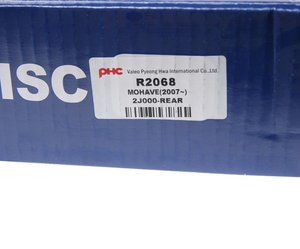 ISC
PHC
Valeo Pyeong Hwa International Co.,Ltd.
R2068
MOHAVE(2007~)
2J000-REAR